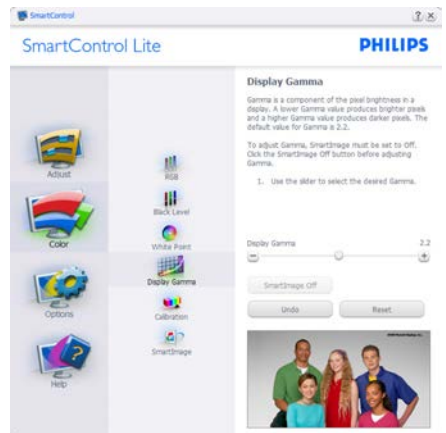 SmartControl
SmartControl Lite
PHILIPS
Adjust
Color
Options
Help
RGB
Black Level
White Point
Display Gamma
Calibration
SmartImage
Display Gamma
Gamma is a component of the pixel brightness in a
display. A lower Gamma value produces brighter pixels
and a higher Gamma value produces darker pixels. The
default value for Gamma is 2.2.
To adjust Gamma, SmartImage must be set to Off.
Click the SmartImage Off button before adjusting
Gamma.
1. Use the slider to select the desired Gamma.
Display Gamma 2.2
SmartImage Off
Undo Reset